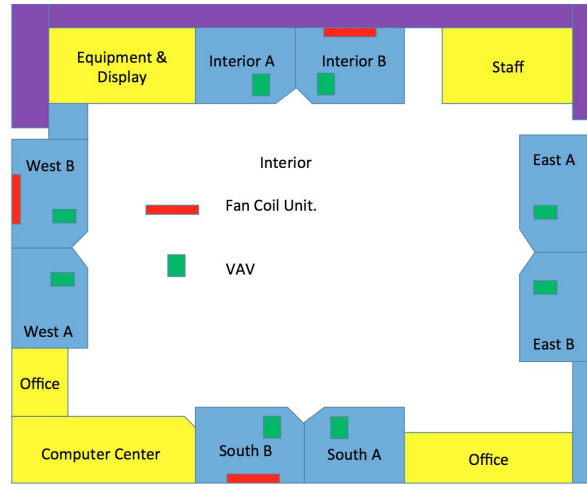 Equipment &
Display
Interior A
Interior B
Staff
West B
Interior
East A
Fan Coil Unit.
VAV
West A
East B
Office
Computer Center
South B
South A
Office